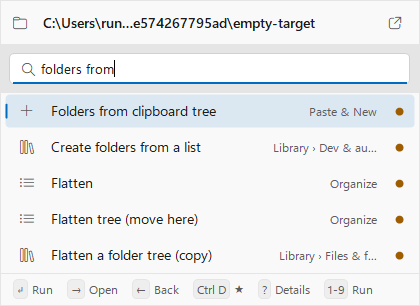 C:\Users\run...e574267795ad\empty-target
folders from
Folders from clipboard tree Paste & New
Create folders from a list Library › Dev & au...
Flatten Organize
Flatten tree (move here) Organize
Flatten a folder tree (copy) Library › Files & f...
↲ Run → Open ← Back Ctrl D ★ ? Details 1-9 Run